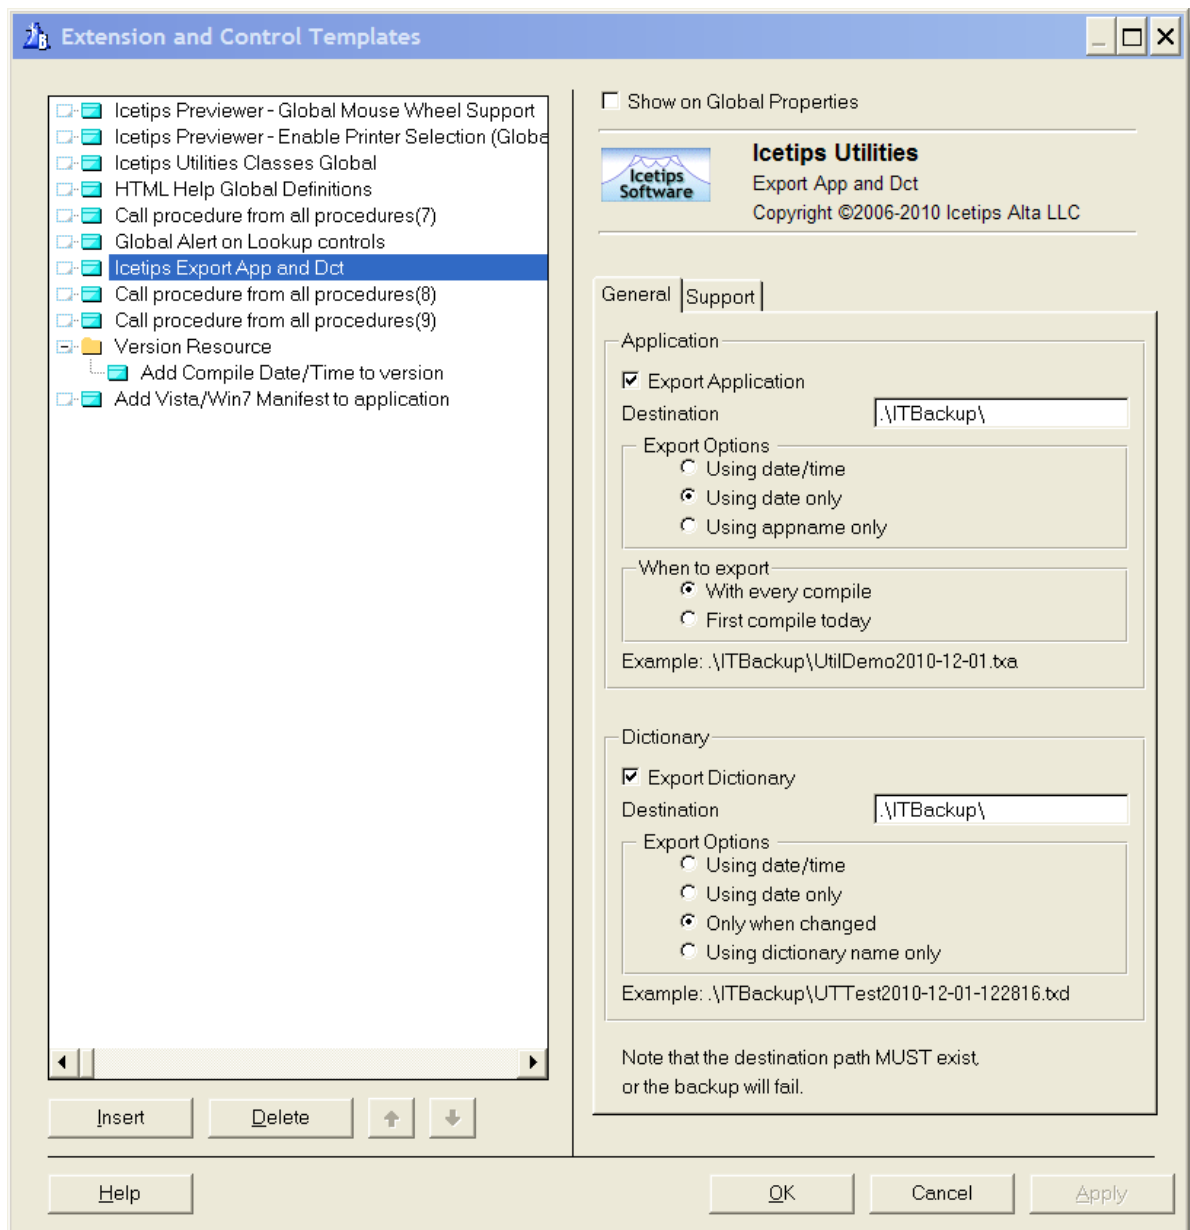 Extension and Control Templates
Icetips Previewer - Global Mouse Wheel Support
Icetips Previewer - Enable Printer Selection (Globa
Icetips Utilities Classes Global
HTML Help Global Definitions
Call procedure from all procedures(7)
Global Alert on Lookup controls
Icetips Export App and Dct
Call procedure from all procedures(8)
Call procedure from all procedures(9)
Version Resource
Add Compile Date/Time to version
Add Vista/Win7 Manifest to application
Insert
Delete
Show on Global Properties
Icetips
Software
Icetips Utilities
Export App and Dct
Copyright ©2006-2010 Icetips Alta LLC
General
Support
Application
Export Application
Destination
.\ITBackup\
Export Options
Using date/time
Using date only
Using appname only
When to export
With every compile
First compile today
Example: .\ITBackup\UtilDemo2010-12-01.txa
Dictionary
Export Dictionary
Destination
.\ITBackup\
Export Options
Using date/time
Using date only
Only when changed
Using dictionary name only
Example: .\ITBackup\UTTest2010-12-01-122816.txd
Note that the destination path MUST exist,
or the backup will fail.
Help
OK
Cancel
Apply